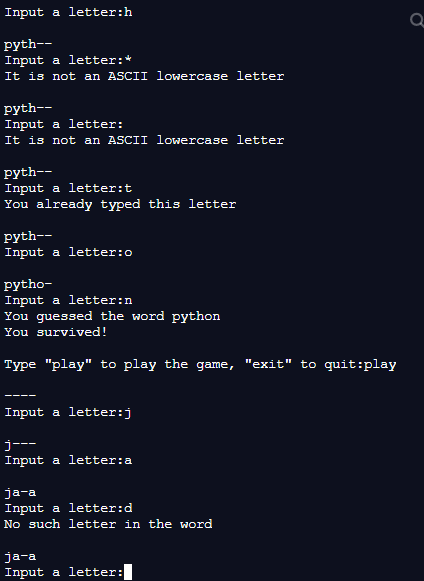 Input a letter:h
pyth--
Input a letter:*
It is not an ASCII lowercase letter
pyth--
Input a letter:
It is not an ASCII lowercase letter
pyth--
Input a letter:t
You already typed this letter
pyth--
Input a letter:o
pytho-
Input a letter:n
You guessed the word python
You survived!
Type "play" to play the game, "exit" to quit:play
----
Input a letter:j
j---
Input a letter:a
ja-a
Input a letter:d
No such letter in the word
ja-a
Input a letter: